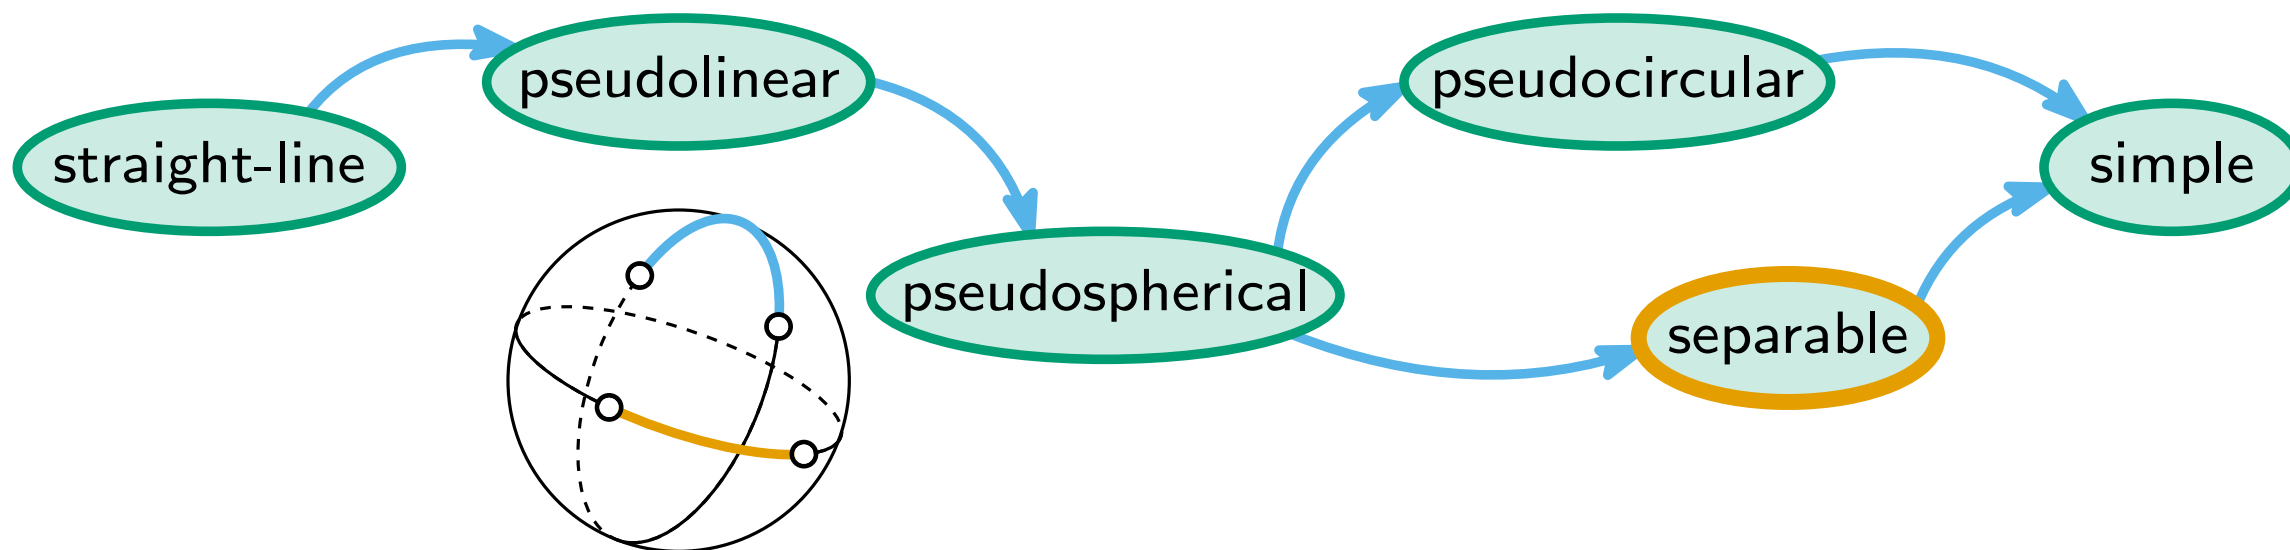 straight-line
pseudolinear
pseudospherical
pseudocircular
separable
simple